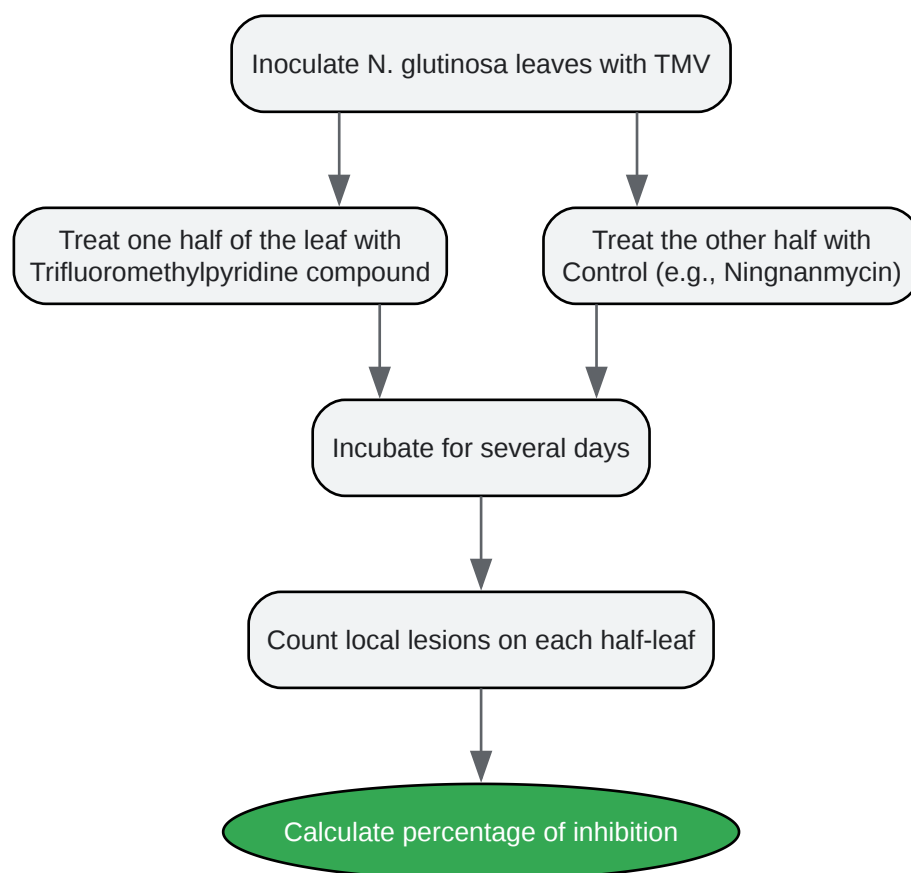 Inoculate N. glutinosa leaves with TMV
Treat one half of the leaf with
Trifluoromethylpyridine compound
Treat the other half with
Control (e.g., Ningnanmycin)
Incubate for several days
Count local lesions on each half-leaf
Calculate percentage of inhibition